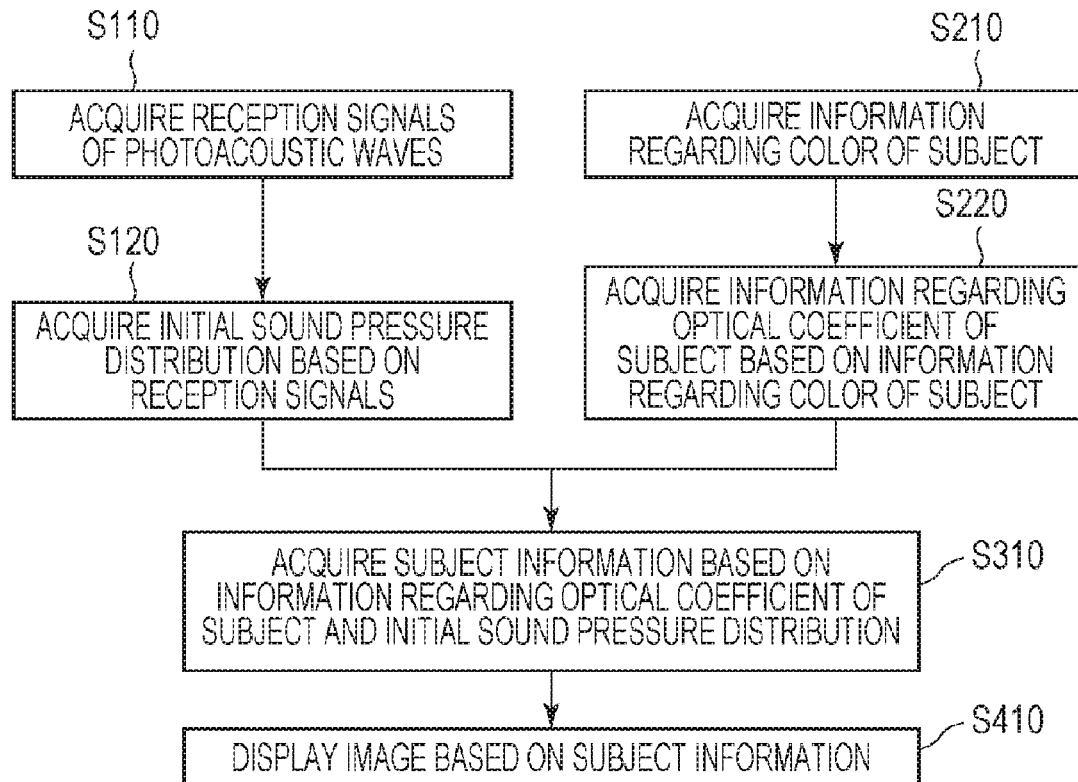 S110
ACQUIRE RECEPTION SIGNALS
OF PHOTOACOUSTIC WAVES
S210
ACQUIRE INFORMATION
REGARDING COLOR OF SUBJECT
S120
ACQUIRE INITIAL SOUND PRESSURE
DISTRIBUTION BASED ON
RECEPTION SIGNALS
S220
ACQUIRE INFORMATION REGARDING
OPTICAL COEFFICIENT OF
SUBJECT BASED ON INFORMATION
REGARDING COLOR OF SUBJECT
ACQUIRE SUBJECT INFORMATION BASED ON
INFORMATION REGARDING OPTICAL COEFFICIENT OF
SUBJECT AND INITIAL SOUND PRESSURE DISTRIBUTION
S310
DISPLAY IMAGE BASED ON SUBJECT INFORMATION
S410